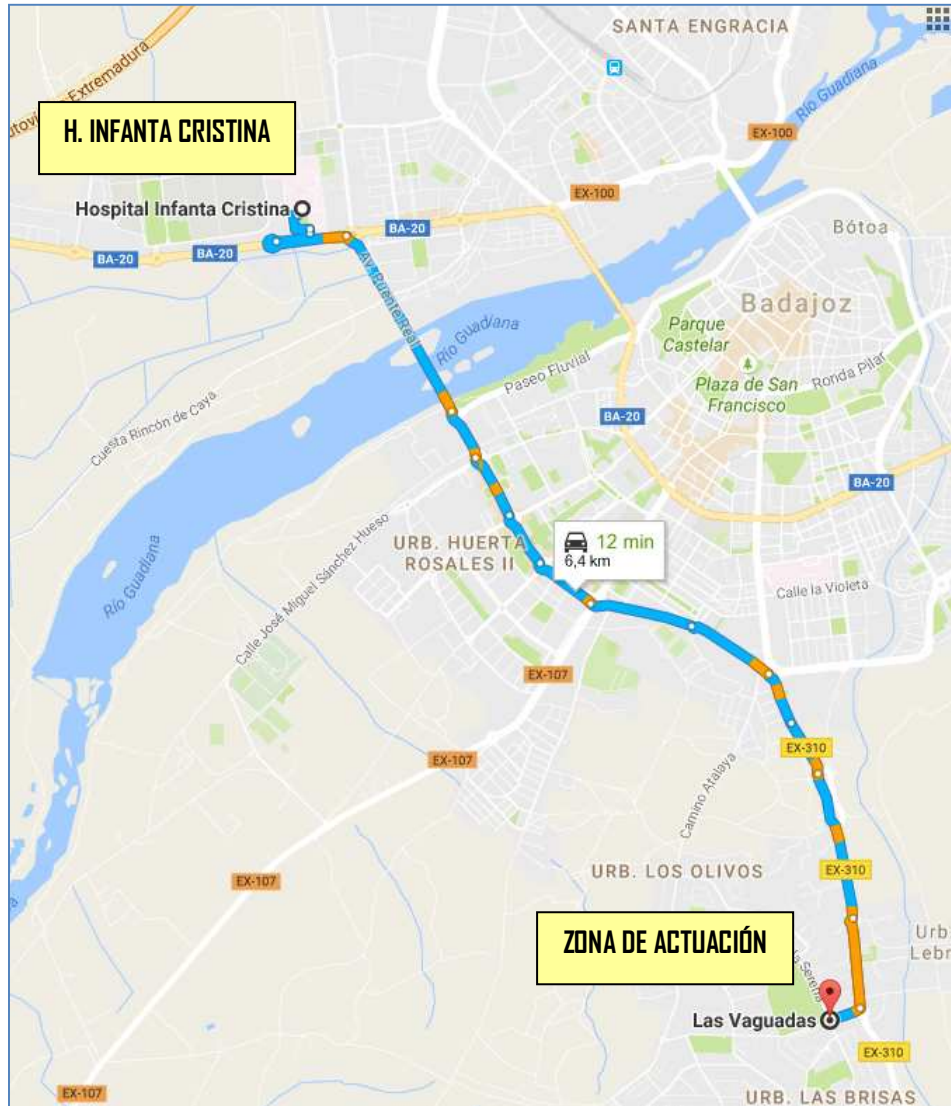 SANTA ENGRACIA
Extremadura
Río Guadiana
H. INFANTA CRISTINA
EX-100
EX-100
Hospital Infanta Cristina
BA-20
BA-20
BA-20
Bótoa
Av. Puente Real
Río Guadiana
Badajoz
Parque
Castelar
Paseo Fluvial
Ronda Pilar
Plaza de San
Francisco
Cuesta Rincón de Caya
BA-20
BA-20
12 min
6,4 km
URB. HUERTA
ROSALES II
Río Guadiana
Calle José Miguel Sánchez Hueso
Calle la Violeta
EX-107
EX-310
EX-107
Camino Atalaya
EX-310
URB. LOS OLIVOS
EX-107
ZONA DE ACTUACIÓN
Urb
Lebr
la Serena
Las Vaguadas
EX-310
EX-107
URB. LAS BRISAS